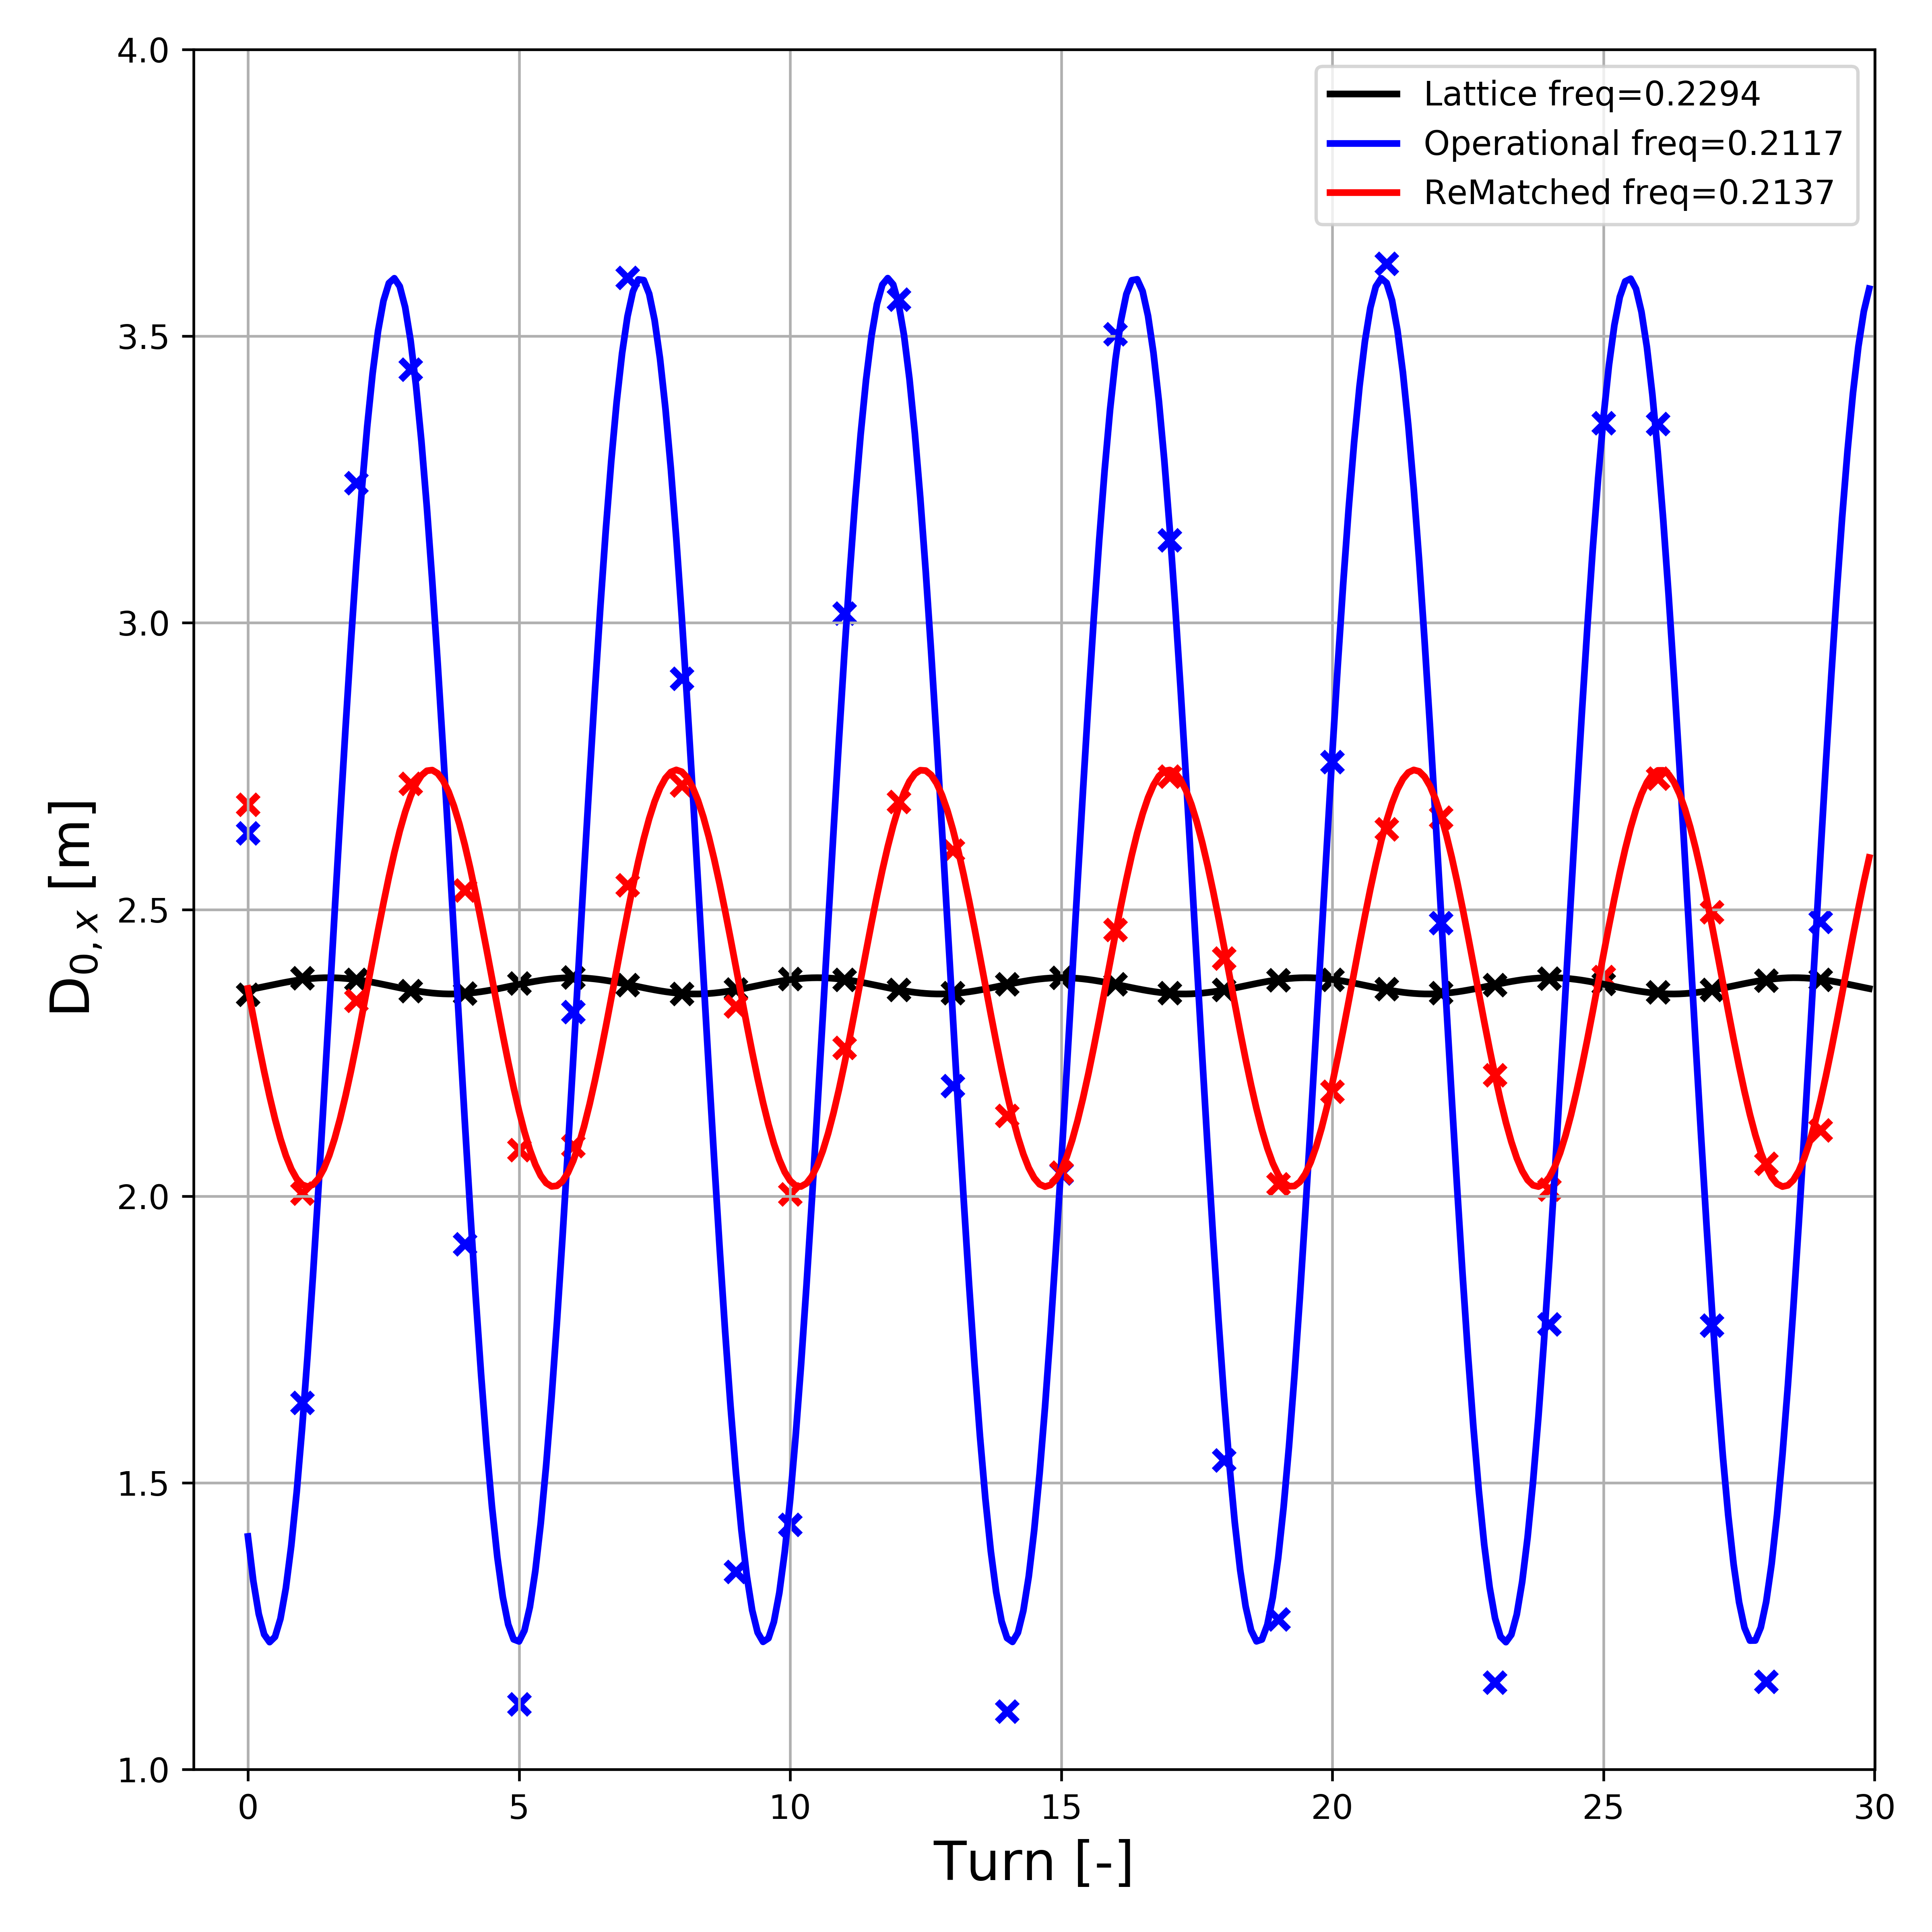 Lattice freq=0.2294
Operational freq=0.2117
ReMatched freq=0.2137
4.0
3.5
3.0
2.5
2.0
1.5
1.0
D0, x [m]
0 5 10 15 20 25 30
Turn [-]